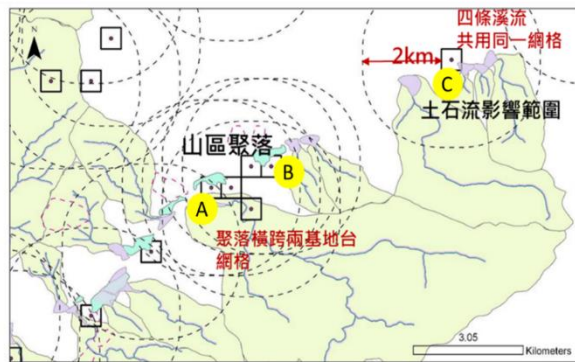 N
四條溪流
共用同一網格
2km
C
土石流影響範圍
山區聚落
B
A
聚落橫跨兩基地台
網格
3.05
Kilometers